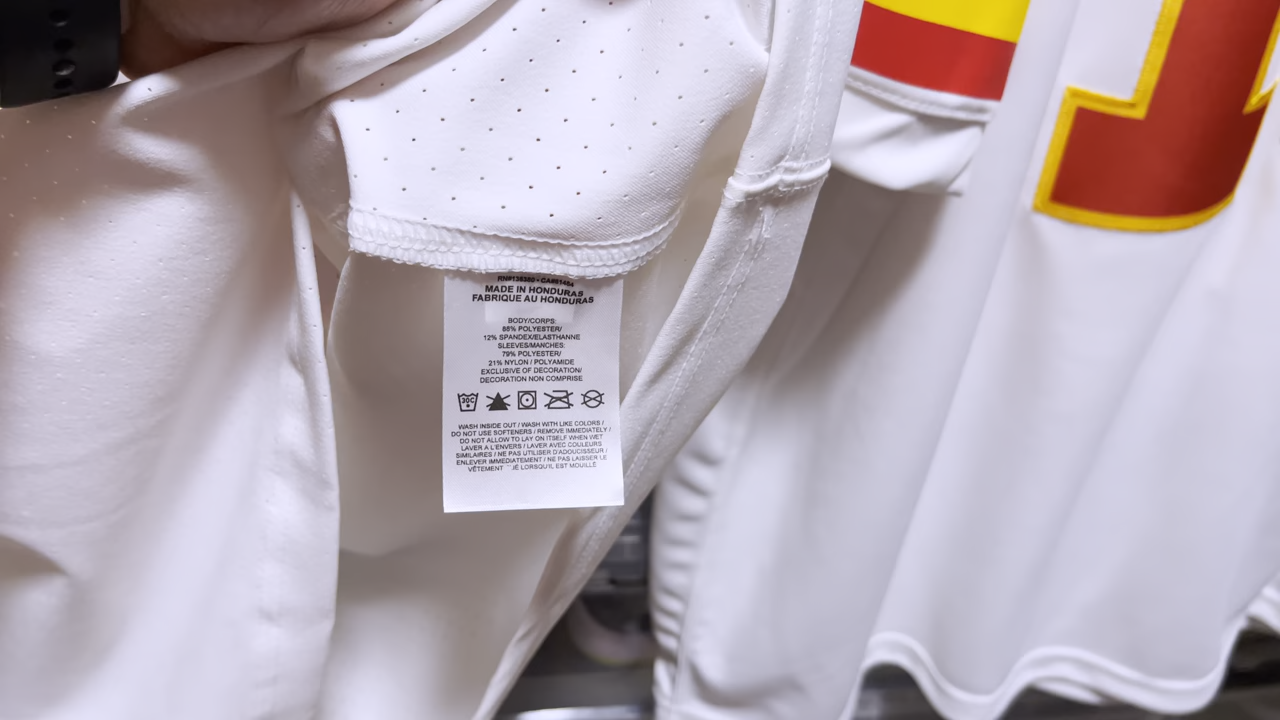 MADE IN HONDURAS
FABRIQUE AU HONDURAS
BODY/CORPS:
88% POLYESTER/
12% SPANDEX/ELASTHANNE
SLEEVES/MANCHES:
79% POLYESTER/
21% NYLON / POLYAMIDE
EXCLUSIVE OF DECORATION/
DECORATION NON COMPRISE
30C
WASH INSIDE OUT / WASH WITH LIKE COLORS /
DO NOT USE SOFTENERS / REMOVE IMMEDIATELY /
DO NOT ALLOW TO LAY ON ITSELF WHEN WET
LAVER A L'ENVERS / LAVER AVEC COULEURS
SIMILAIRES / NE PAS UTILISER D'ADOUCISSEUR /
ENLEVER IMMEDIATEMENT / NE PAS LAISSER LE
VÊTEMENT LORSQU'IL EST MOUILLÉ
1